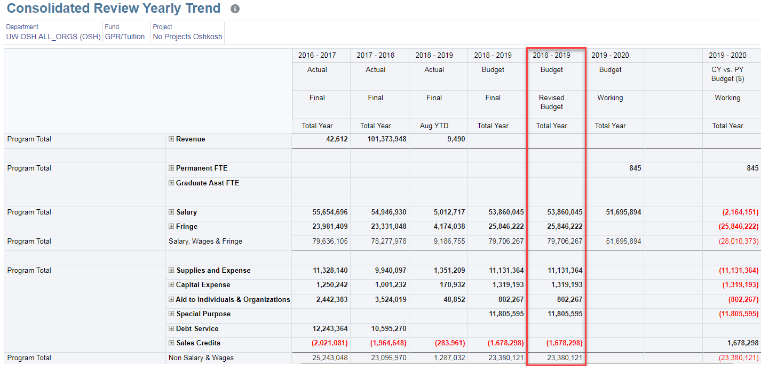 Consolidated Review Yearly Trend
Department Fund Project
UW OSH.ALL_ORGS (OSH) GPR/Tuition No Projects Oshkosh
2016 - 2017 2017 - 2018 2018 - 2019 2018 - 2019 2018 - 2019 2019 - 2020 2019 - 2020
Actual Actual Actual Budget Budget Budget CY vs. PY Budget ($)
Final Final Final Final Revised Budget Working Working
Total Year Total Year Aug YTD Total Year Total Year Total Year Total Year
Program Total Revenue 42,612 101,373,948 9,490
Program Total Permanent FTE 845 845
Graduate Asst FTE
Program Total Salary 55,654,696 54,946,930 5,012,717 53,860,045 53,860,045 51,695,894 (2,164,151)
Program Total Fringe 23,981,409 23,331,048 4,174,038 25,846,222 25,846,222 (25,846,222)
Program Total Salary, Wages & Fringe 79,636,105 78,277,978 9,186,755 79,706,267 79,706,267 51,695,894 (28,010,373)
Program Total Supplies and Expense 11,328,140 9,940,097 1,351,209 11,131,364 11,131,364 (11,131,364)
Capital Expense 1,250,242 1,001,232 170,932 1,319,193 1,319,193 (1,319,193)
Aid to Individuals & Organizations 2,442,383 3,524,019 48,852 802,267 802,267 (802,267)
Special Purpose 11,805,595 11,805,595 (11,805,595)
Debt Service 12,243,364 10,595,270
Sales Credits (2,021,081) (1,964,648) (283,961) (1,678,298) (1,678,298) 1,678,298
Program Total Non Salary & Wages 25,243,048 23,095,970 1,287,032 23,380,121 23,380,121 (23,380,121)